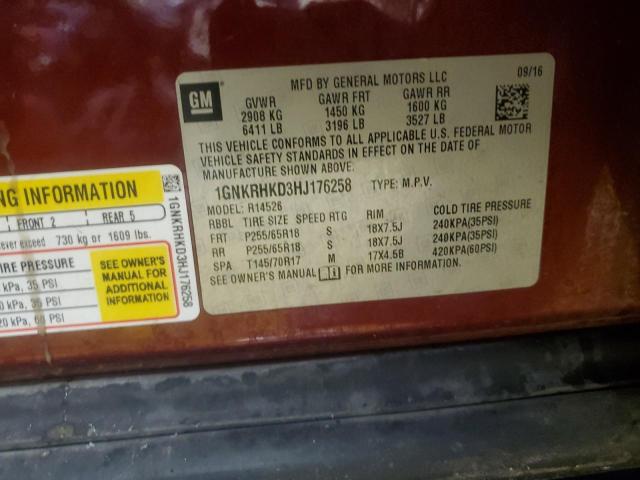 GM
MFD BY GENERAL MOTORS LLC
09/16
GVWR GAWR FRT GAWR RR
2908 KG 1450 KG 1600 KG
6411 LB 3196 LB 3527 LB
THIS VEHICLE CONFORMS TO ALL APPLICABLE U.S. FEDERAL MOTOR
VEHICLE SAFETY STANDARDS IN EFFECT ON THE DATE OF
MANUFACTURE SHOWN ABOVE.
1GNKRHKD3HJ176258 TYPE: M.P.V.
MODEL: R14526
RBBL TIRE SIZE SPEED RTG RIM COLD TIRE PRESSURE
FRT P255/65R18 S 18X7.5J 240KPA(35PSI)
RR P255/65R18 S 18X7.5J 240KPA(35PSI)
SPA T145/70R17 M 17X4.5B 420KPA(60PSI)
SEE OWNER'S MANUAL FOR MORE INFORMATION.
INFORMATION
FRONT 2 REAR 5
exceed 730 kg or 1609 lbs.
PRESSURE
kPa, 35 PSI
kPa, 35 PSI
kPa, 60 PSI
SEE OWNER'S
MANUAL FOR
ADDITIONAL
INFORMATION
1GNKRHKD3HJ176258